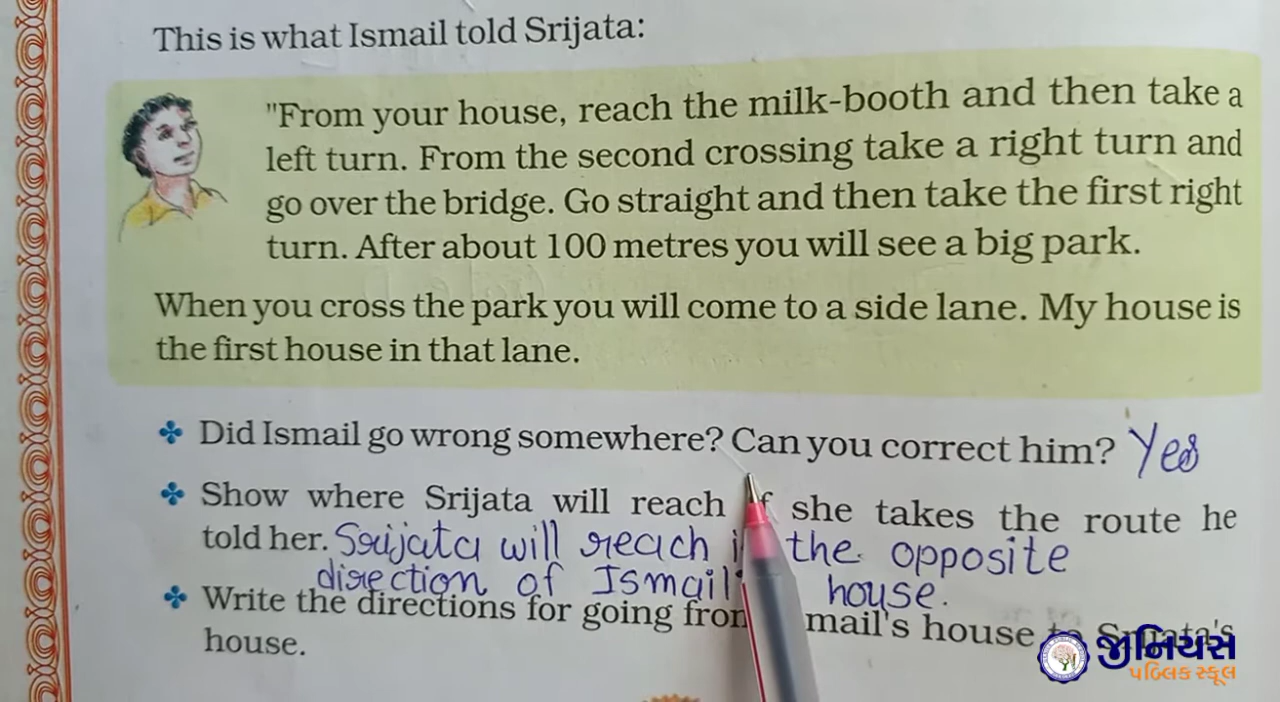 This is what Ismail told Srijata:
"From your house, reach the milk-booth and then take a
left turn. From the second crossing take a right turn and
go over the bridge. Go straight and then take the first right
turn. After about 100 metres you will see a big park.
When you cross the park you will come to a side lane. My house is
the first house in that lane.
Did Ismail go wrong somewhere? Can you correct him? Yes
Show where Srijata will reach she takes the route he
told her. Srijata will reach the opposite
direction of house.
Write the directions for going house Srijata's
house.
જીનિયસ
પબ્લિક સ્કૂલ